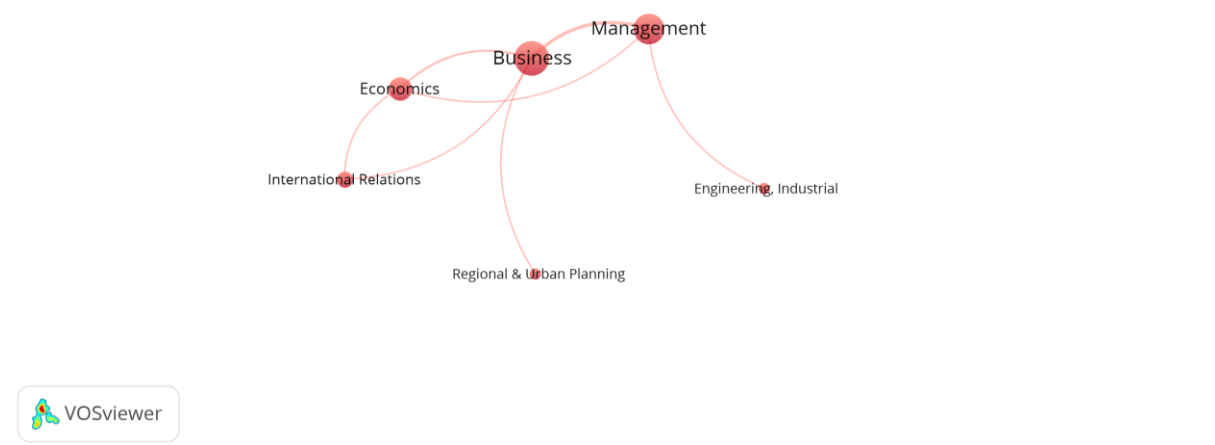 Management
Business
Economics
International Relations
Engineering, Industrial
Regional & Urban Planning
VOSviewer